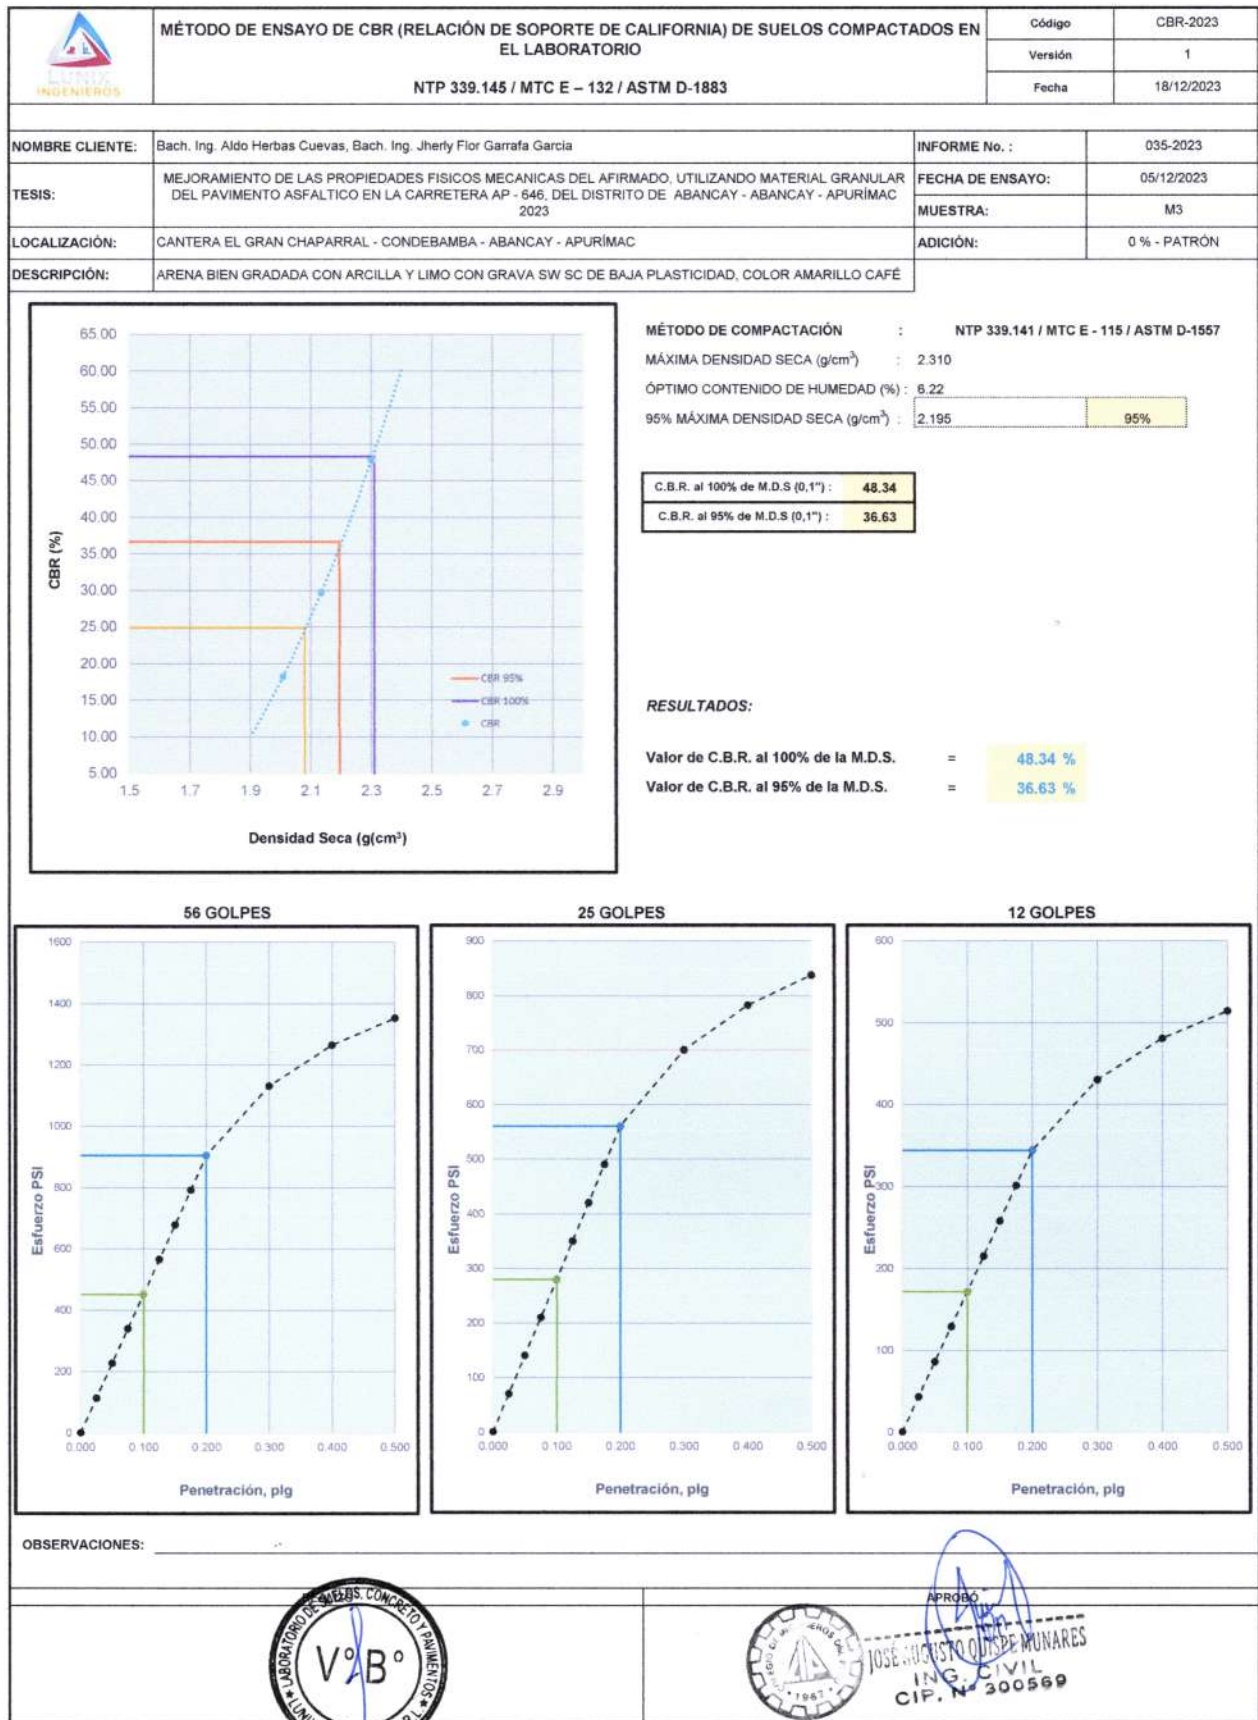 LUNIX
INGENIEROS
MÉTODO DE ENSAYO DE CBR (RELACIÓN DE SOPORTE DE CALIFORNIA) DE SUELOS COMPACTADOS EN
EL LABORATORIO
NTP 339.145 / MTC E – 132 / ASTM D-1883
Código CBR-2023
Versión 1
Fecha 18/12/2023
NOMBRE CLIENTE: Bach. Ing. Aldo Herbas Cuevas, Bach. Ing. Jherly Flor Garrafa Garcia
INFORME No. : 035-2023
TESIS: MEJORAMIENTO DE LAS PROPIEDADES FISICOS MECANICAS DEL AFIRMADO, UTILIZANDO MATERIAL GRANULAR
DEL PAVIMENTO ASFALTICO EN LA CARRETERA AP - 646, DEL DISTRITO DE ABANCAY - ABANCAY - APURÍMAC
2023
FECHA DE ENSAYO: 05/12/2023
MUESTRA: M3
LOCALIZACIÓN: CANTERA EL GRAN CHAPARRAL - CONDEBAMBA - ABANCAY - APURÍMAC
ADICIÓN: 0 % - PATRÓN
DESCRIPCIÓN: ARENA BIEN GRADADA CON ARCILLA Y LIMO CON GRAVA SW SC DE BAJA PLASTICIDAD, COLOR AMARILLO CAFÉ
65.00
60.00
55.00
50.00
45.00
40.00
35.00
30.00
25.00
20.00
15.00
10.00
5.00
CBR (%)
CBR 95%
CBR 100%
CBR
1.5 1.7 1.9 2.1 2.3 2.5 2.7 2.9
Densidad Seca (g(cm³)
MÉTODO DE COMPACTACIÓN : NTP 339.141 / MTC E - 115 / ASTM D-1557
MÁXIMA DENSIDAD SECA (g/cm³) : 2.310
ÓPTIMO CONTENIDO DE HUMEDAD (%) : 6.22
95% MÁXIMA DENSIDAD SECA (g/cm³) : 2.195 95%
C.B.R. al 100% de M.D.S (0,1") : 48.34
C.B.R. al 95% de M.D.S (0,1") : 36.63
RESULTADOS:
Valor de C.B.R. al 100% de la M.D.S. = 48.34 %
Valor de C.B.R. al 95% de la M.D.S. = 36.63 %
56 GOLPES
1600
1400
1200
1000
800
600
400
200
0
Esfuerzo PSI
0.000 0.100 0.200 0.300 0.400 0.500
Penetración, plg
25 GOLPES
900
800
700
600
500
400
300
200
100
0
Esfuerzo PSI
0.000 0.100 0.200 0.300 0.400 0.500
Penetración, plg
12 GOLPES
600
500
400
300
200
100
0
Esfuerzo PSI
0.000 0.100 0.200 0.300 0.400 0.500
Penetración, plg
OBSERVACIONES:
LABORATORIO DE SUELOS, CONCRETO Y PAVIMENTOS
V°B°
APROBÓ
1962
JOSÉ AUGUSTO QUISPE MUNARES
ING. CIVIL
CIP. N° 300569